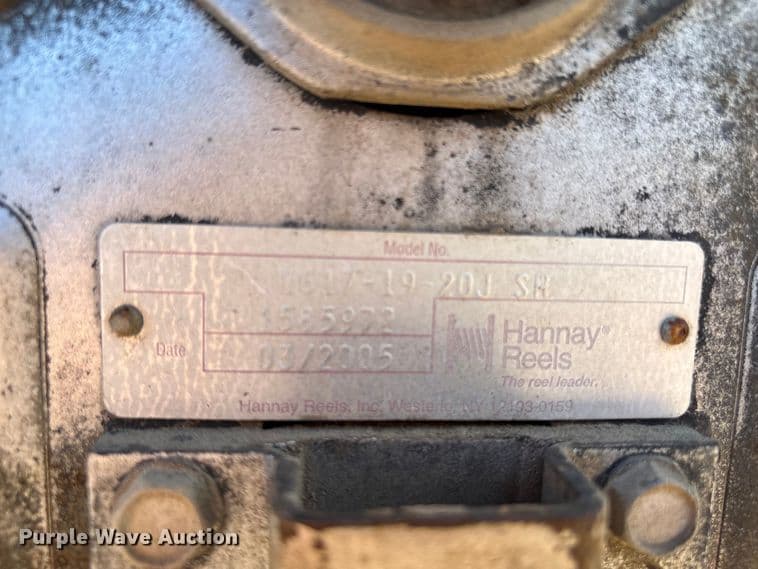 Model No.
17-19-20J SR
1585922
Date 03/2005
Hannay®
Reels
The reel leader.
Hannay Reels, Inc. Westerlo, NY 12193-0159
Purple Wave Auction